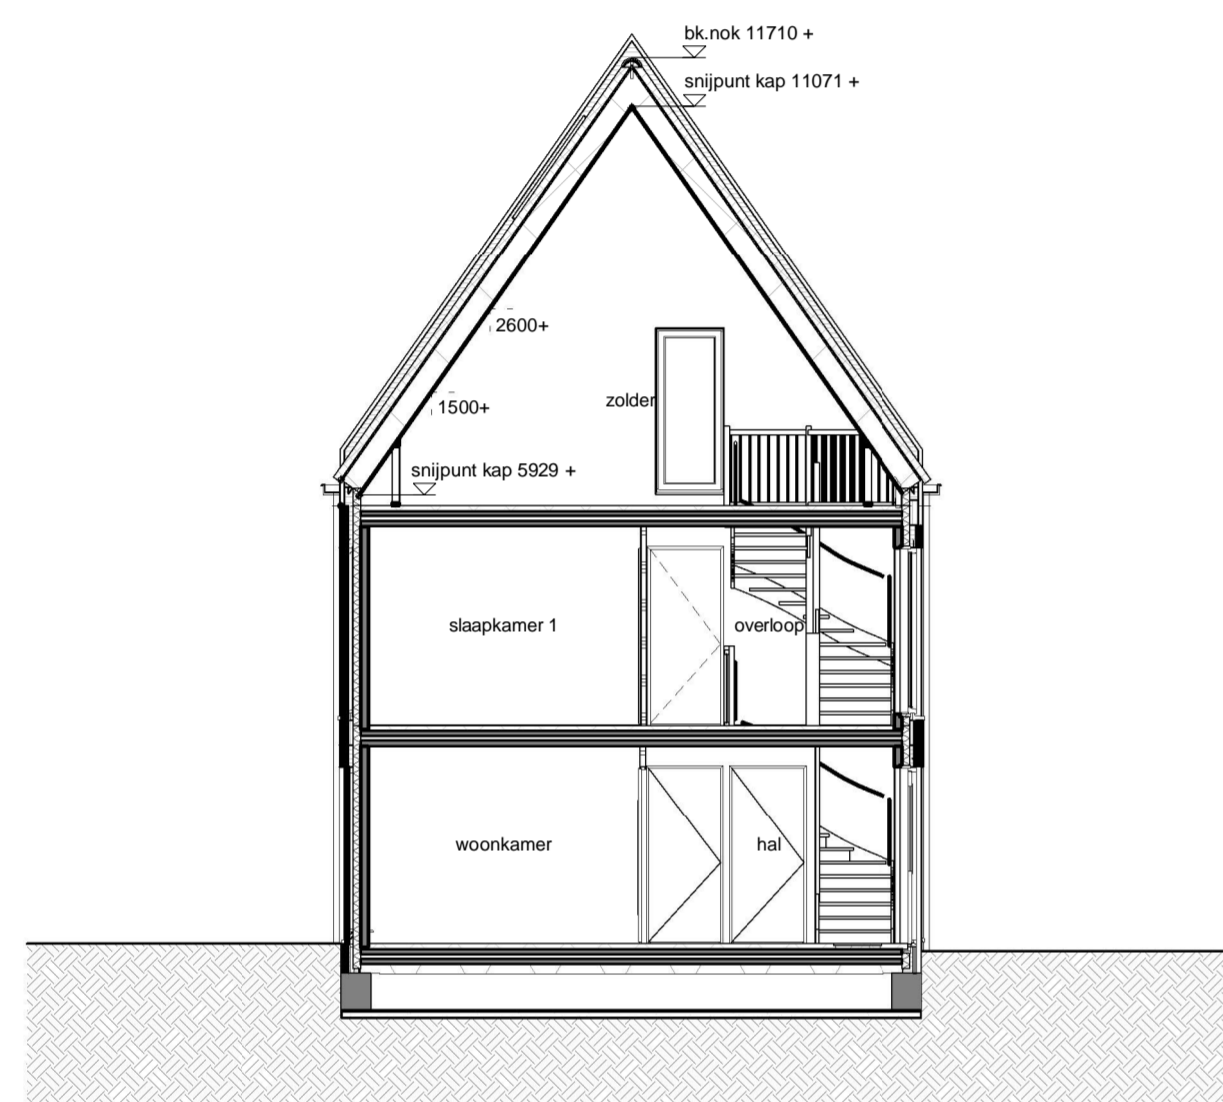 bk.nok 11710 +
snijpunt kap 11071 +
2600+
zolder
1500+
snijpunt kap 5929 +
slaapkamer 1
overloop
woonkamer
hal